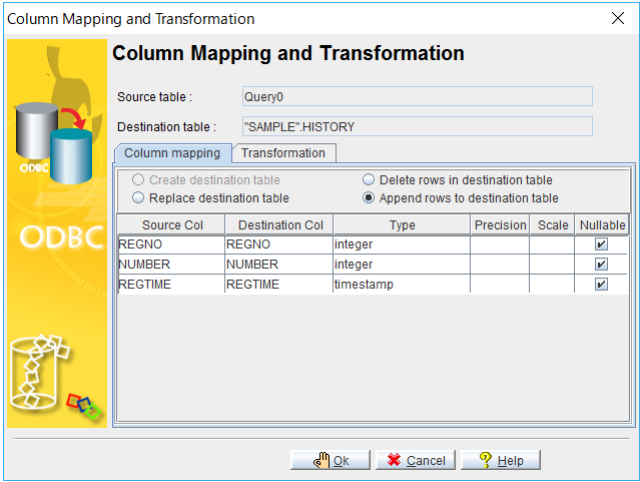 Column Mapping and Transformation
Column Mapping and Transformation
Source table : Query0
Destination table : "SAMPLE".HISTORY
Column mapping Transformation
Create destination table Delete rows in destination table
Replace destination table Append rows to destination table
Source Col Destination Col Type Precision Scale Nullable
REGNO REGNO integer
NUMBER NUMBER integer
REGTIME REGTIME timestamp
ODBC
ODBC
Ok Cancel Help